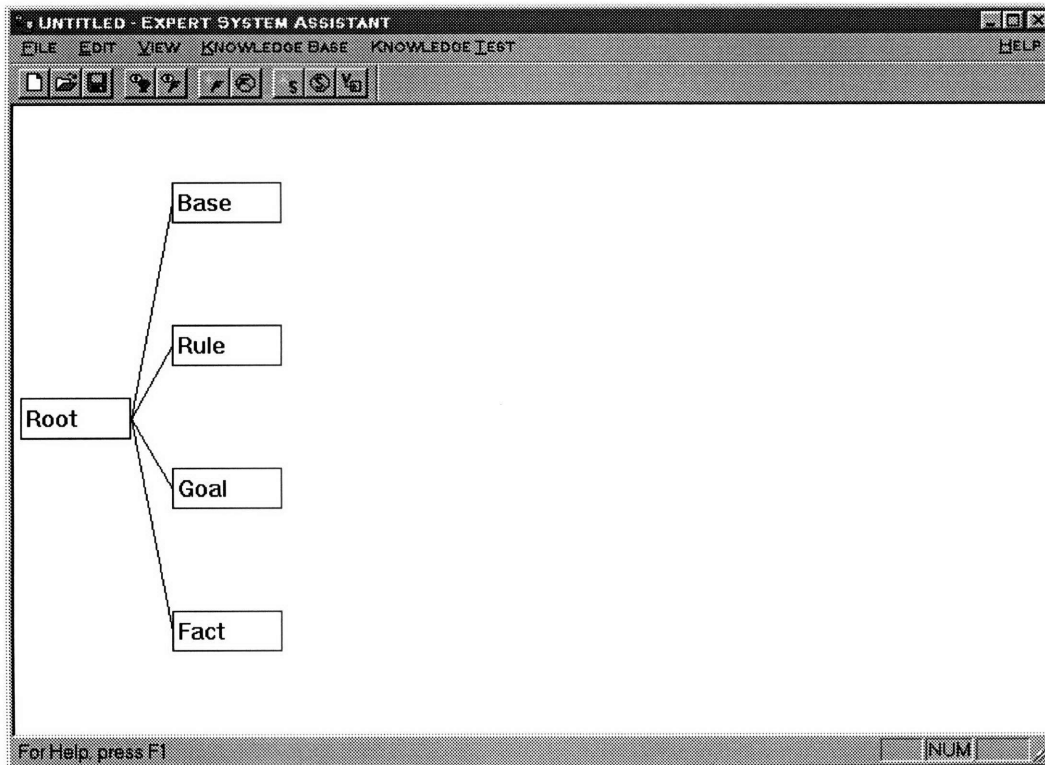 UNTITLED - EXPERT SYSTEM ASSISTANT
FILE EDIT VIEW KNOWLEDGE BASE KNOWLEDGE TEST HELP
S S V
Base
Rule
Root
Goal
Fact
For Help, press F1 NUM